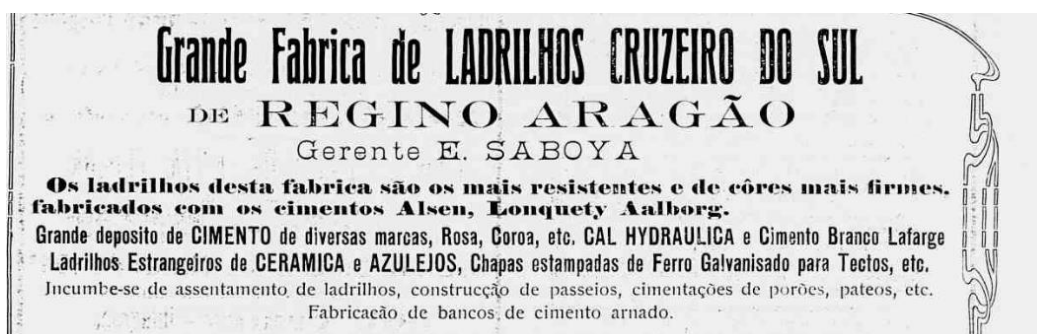 Grande Fabrica de LADRILHOS CRUZEIRO DO SUL
DE REGINO ARAGÃO
Gerente E. SABOYA
Os ladrilhos desta fabrica são os mais resistentes e de côres mais firmes,
fabricados com os cimentos Alsen, Lonquety Aalborg.
Grande deposito de CIMENTO de diversas marcas, Rosa, Coroa, etc. CAL HYDRAULICA e Cimento Branco Lafarge
Ladrilhos Estrangeiros de CERAMICA e AZULEJOS, Chapas estampadas de Ferro Galvanisado para Tectos, etc.
Incumbe-se de assentamento de ladrilhos, construcção de passeios, cimentações de porões, pateos, etc.
Fabricacão de bancos de cimento arnado.